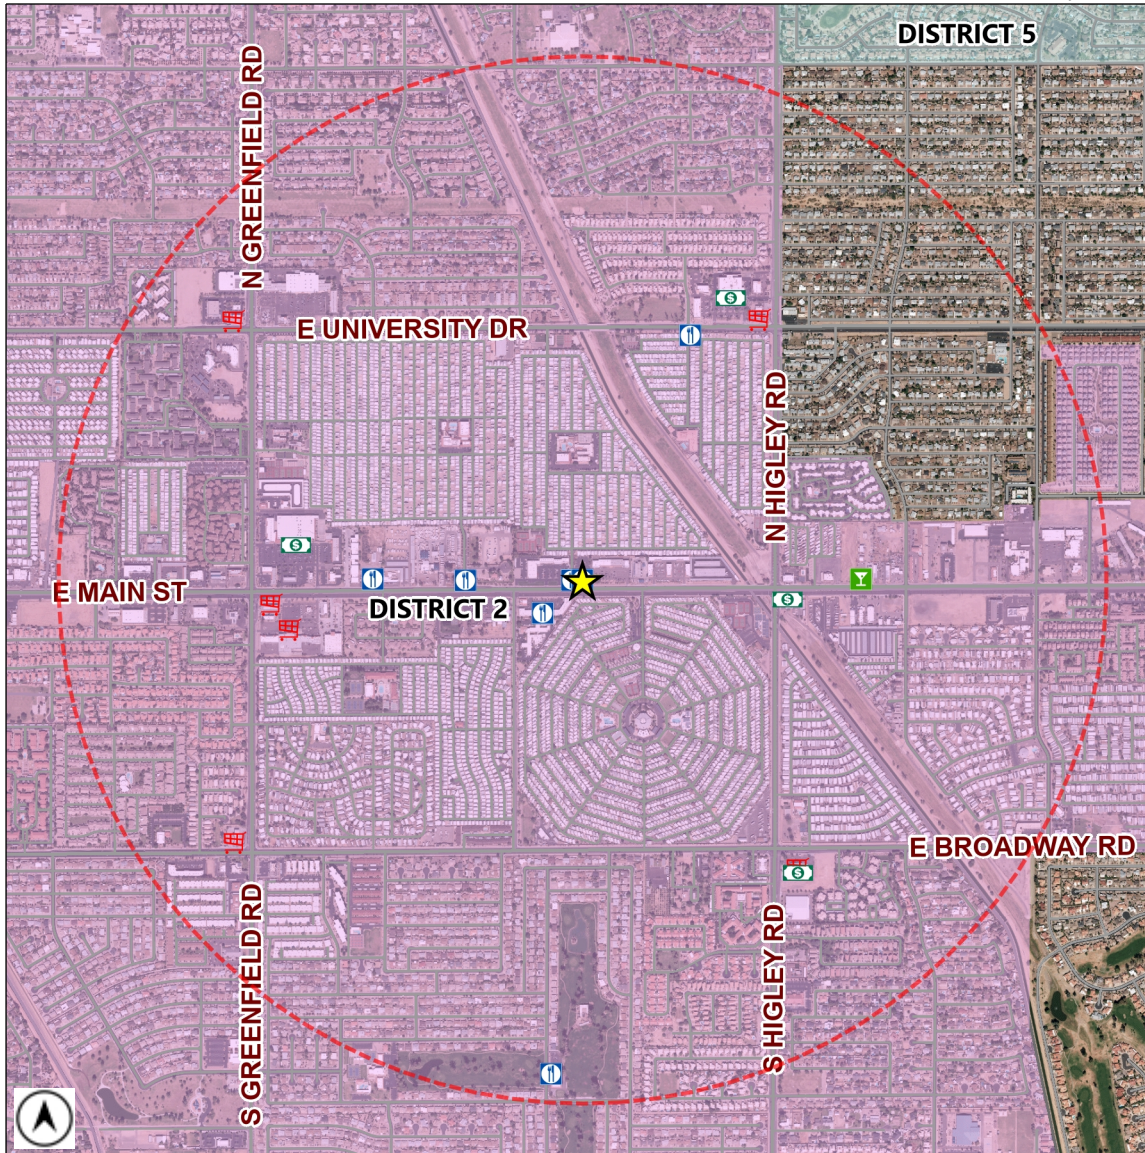 DISTRICT 5
N GREENFIELD RD
E UNIVERSITY DR
N HIGLEY RD
E MAIN ST
DISTRICT 2
E BROADWAY RD
S GREENFIELD RD
S HIGLEY RD